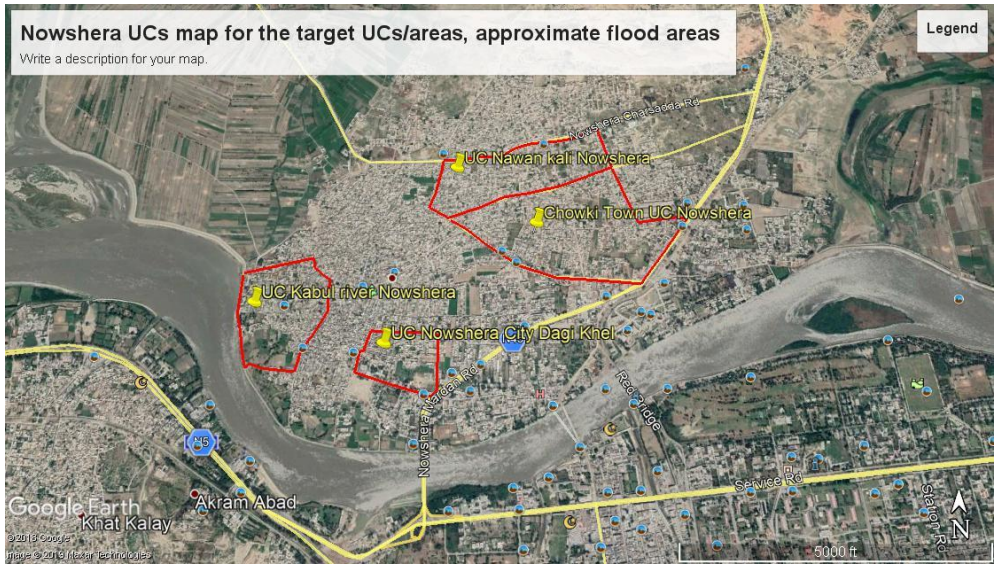 Nowshera UCs map for the target UCs/areas, approximate flood areas
Write a description for your map.
Legend
Nowshera Charsadda Rd
UC Nawan kali Nowshera
Chowki Town UC Nowshera
UC Kabul river Nowshera
UC Nowshera City Dagi Khel
Nowshera Mardan Rd
Red Bridge
H
N5
Service Rd
Station Rd
Akram Abad
Google Earth
Khat Kalay
© 2018 Google
Image © 2019 Maxar Technologies
N
5000 ft